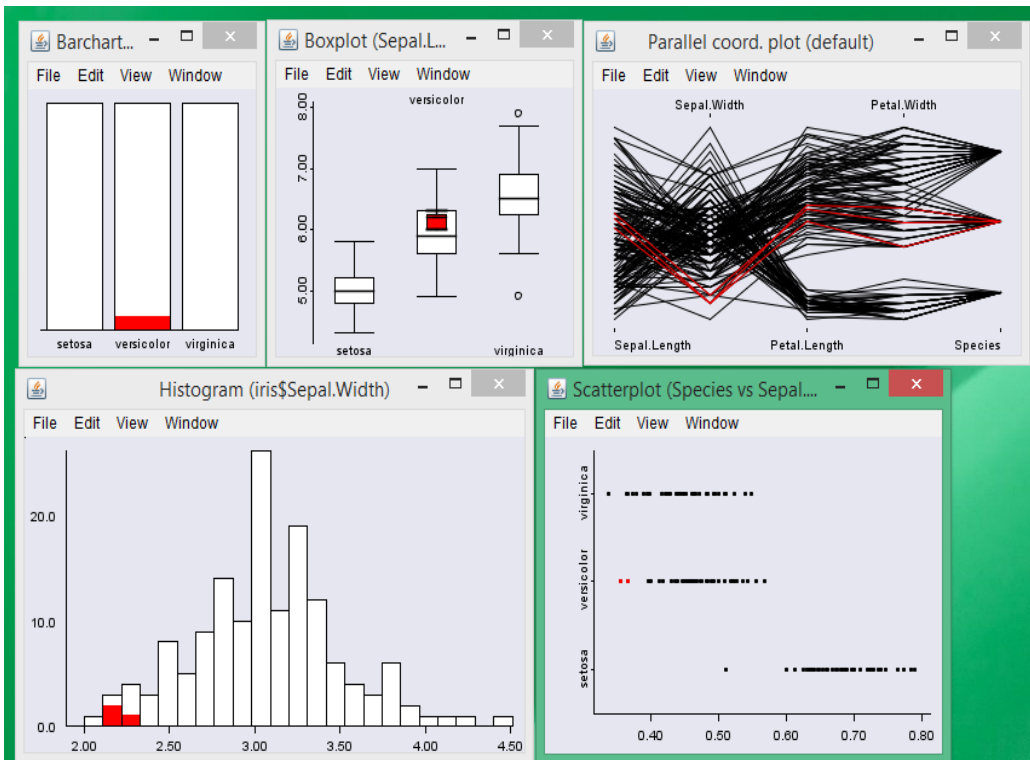 Barchart...
File Edit View Window
setosa versicolor virginica
Boxplot (Sepal.L...
File Edit View Window
versicolor
8.00
7.00
6.00
5.00
setosa
virginica
Parallel coord. plot (default)
File Edit View Window
Sepal.Width Petal.Width
Sepal.Length Petal.Length Species
Histogram (iris$Sepal.Width)
File Edit View Window
20.0
10.0
0.0
2.00 2.50 3.00 3.50 4.00 4.50
Scatterplot (Species vs Sepal....
File Edit View Window
virginica
versicolor
setosa
0.40 0.50 0.60 0.70 0.80